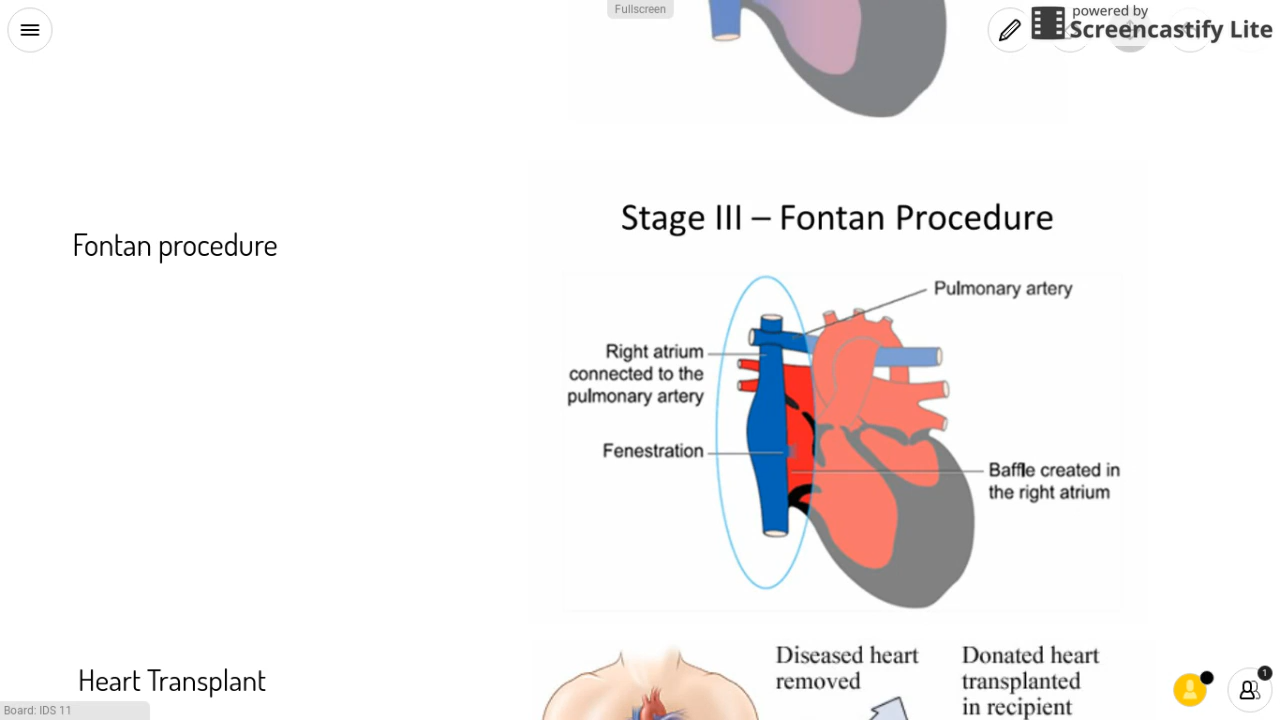 Fullscreen
powered by
Screencastify Lite
Stage III – Fontan Procedure
Fontan procedure
Pulmonary artery
Right atrium
connected to the
pulmonary artery
Fenestration
Baffle created in
the right atrium
Diseased heart
removed
Donated heart
transplanted
in recipient
Heart Transplant
1
Board: IDS 11